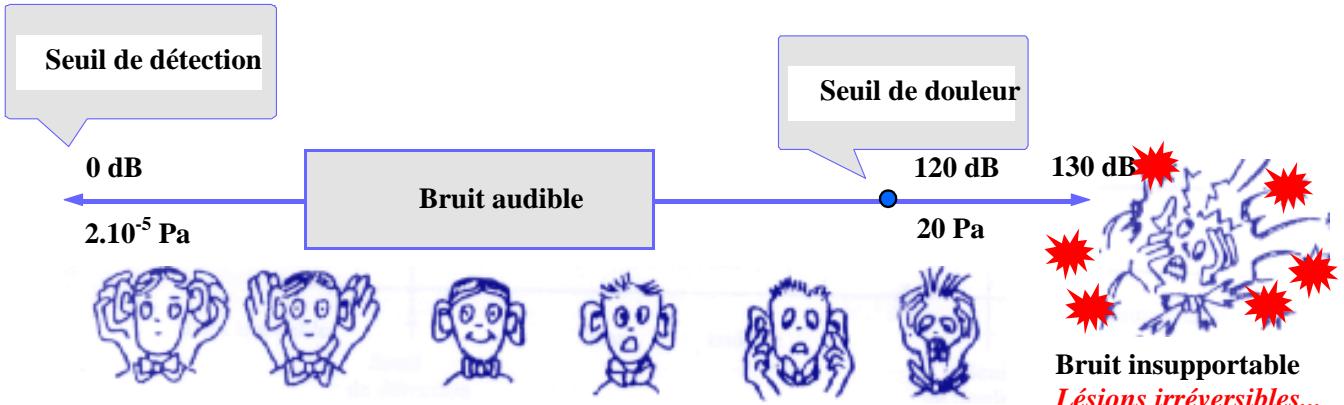 Seuil de détection
Seuil de douleur
0 dB
120 dB
130 dB
Bruit audible
2.10⁻⁵ Pa
20 Pa
Bruit insupportable
Lésions irréversibles...